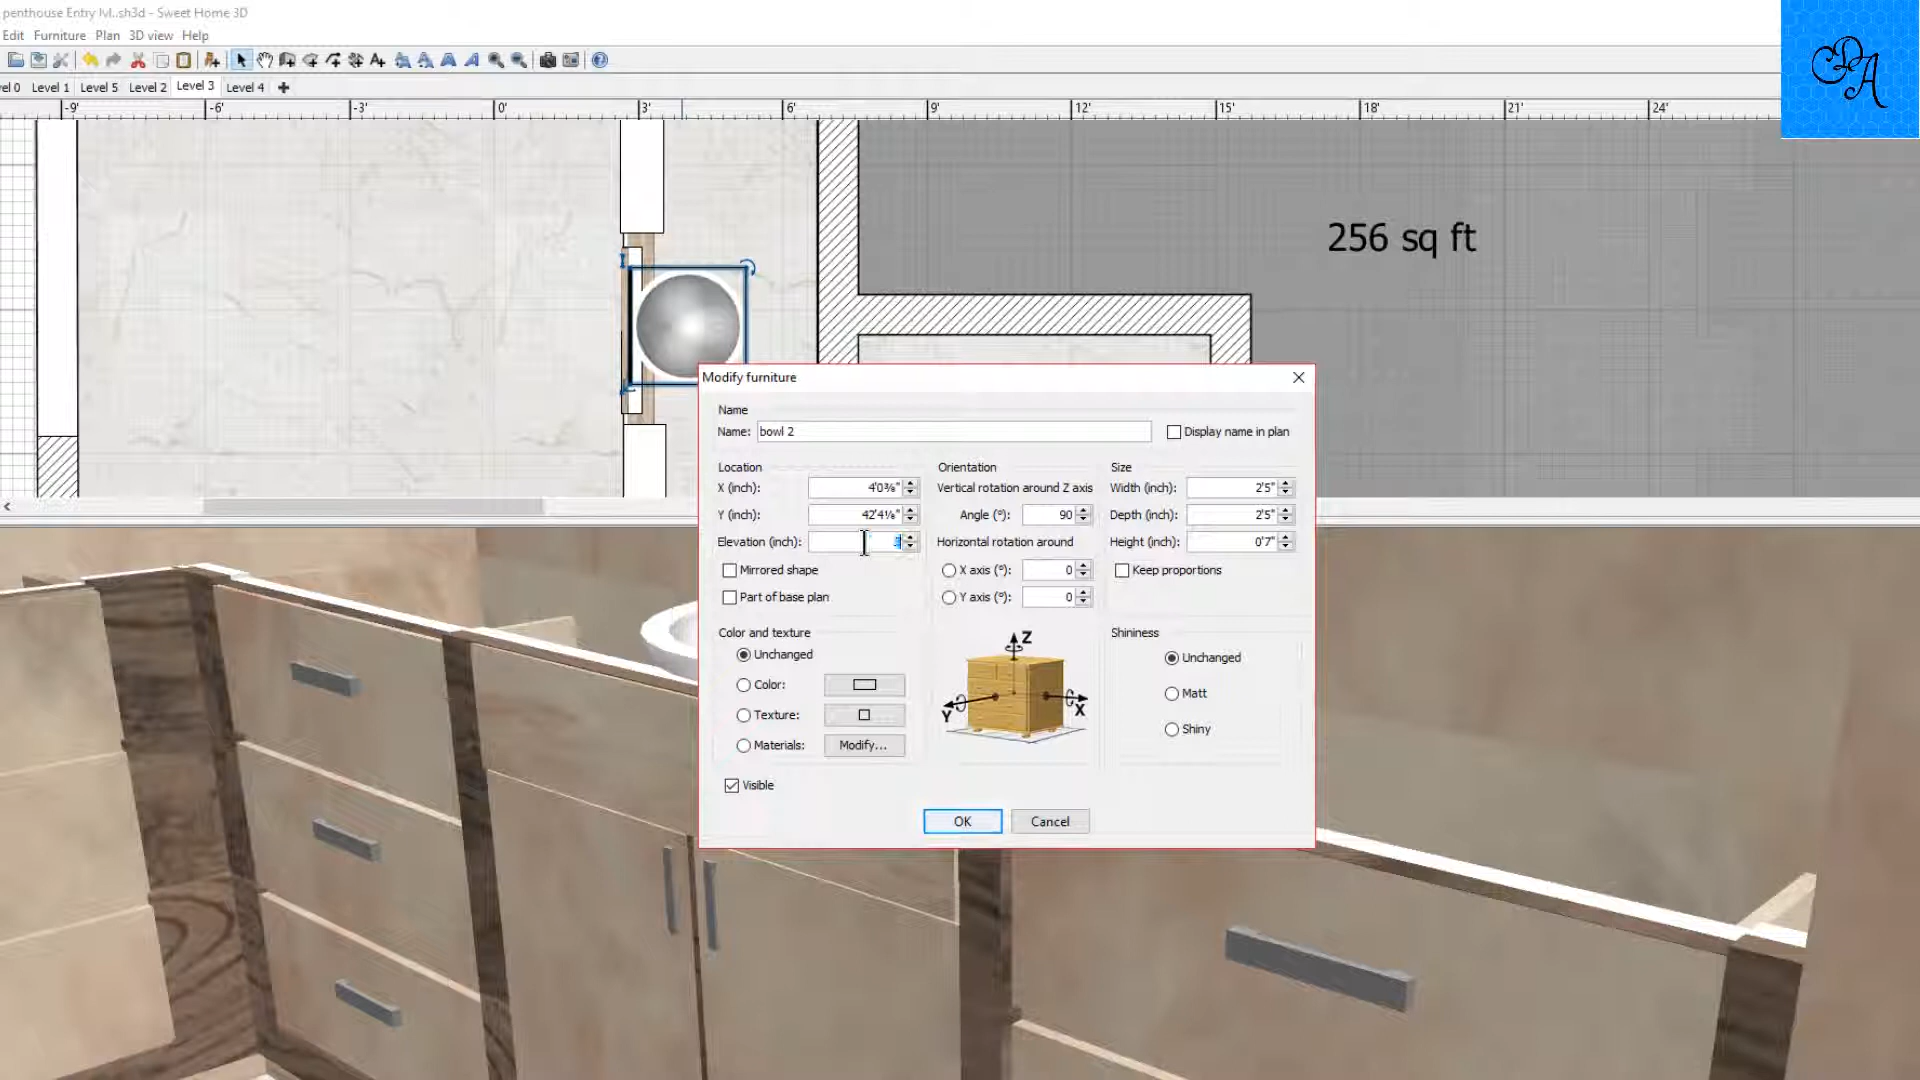 penthouse Entry lvl..sh3d - Sweet Home 3D
Edit Furniture Plan 3D view Help
el 0 Level 1 Level 5 Level 2 Level 3 Level 4
-9' -6' -3' 0' 3' 6' 9' 12' 15' 18' 21' 24'
DA
256 sq ft
Modify furniture
Name
Name: bowl 2 Display name in plan
Location Orientation Size
X (inch): 4'0⅜" Vertical rotation around Z axis Width (inch): 2'5"
Y (inch): 42'4⅛" Angle (°): 90 Depth (inch): 2'5"
Elevation (inch): Horizontal rotation around Height (inch): 0'7"
Mirrored shape X axis (°): 0 Keep proportions
Part of base plan Y axis (°): 0
Color and texture Shininess
Unchanged Z Unchanged
Color: Matt
Texture: Y X Shiny
Materials: Modify...
Visible
OK Cancel